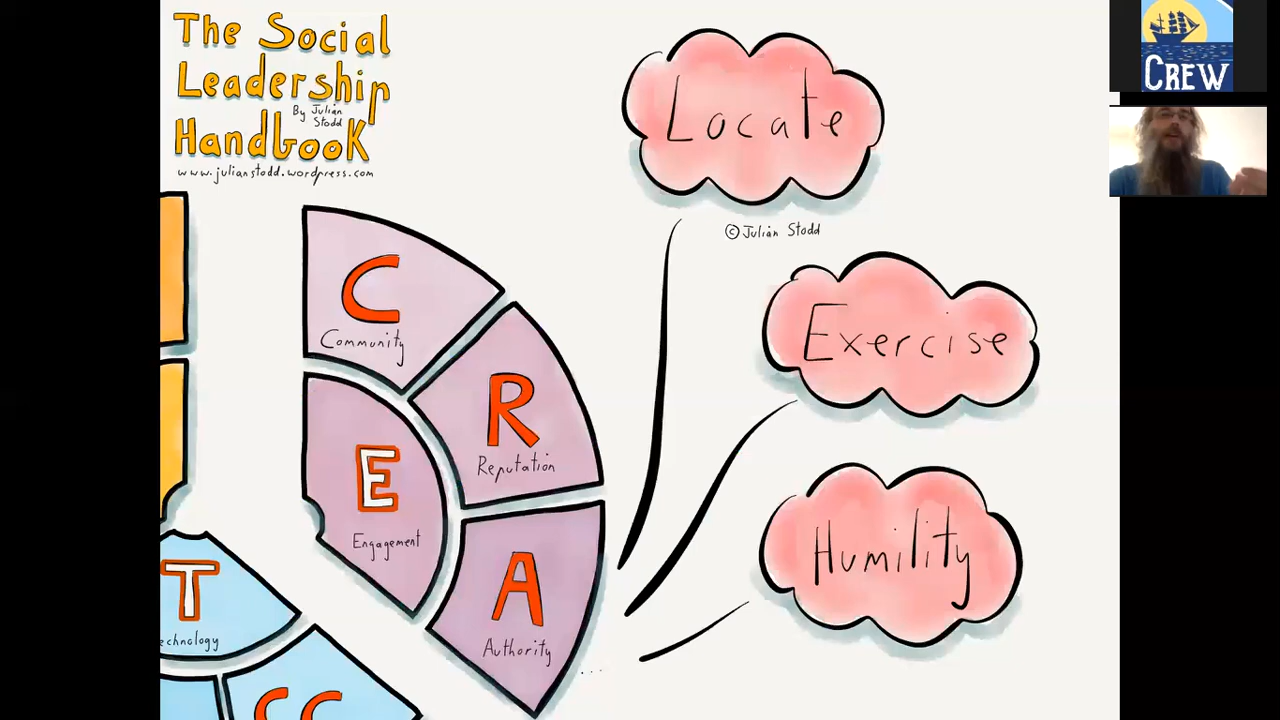 The Social
Leadership
By Julian
Stodd
Handbook
www.julianstodd.wordpress.com
CREW
Locate
© Julian Stodd
C
Community
Exercise
R
Reputation
E
Engagement
Humility
A
Authority
T
echnology
CC